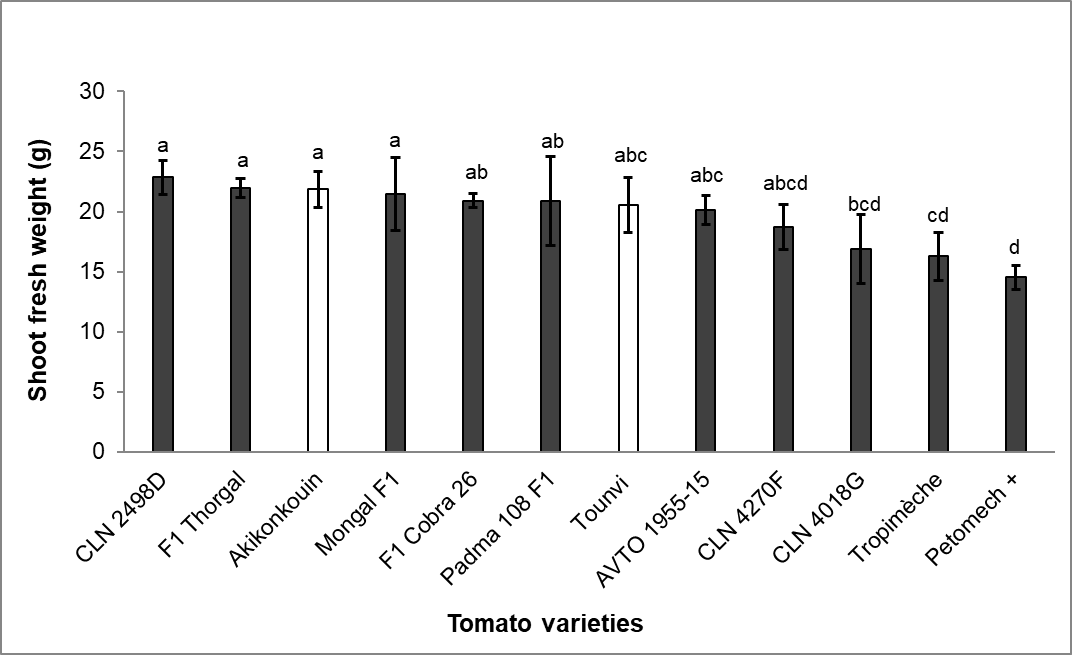 Shoot fresh weight (g)
30
25
20
15
10
5
0
a
a
a
a
ab
ab
abc
abc
abcd
bcd
cd
d
CLN 2498D
F1 Thorgal
Akikonkouin
Mongal F1
F1 Cobra 26
Padma 108 F1
Tounvi
AVTO 1955-15
CLN 4270F
CLN 4018G
Tropimèche
Petomech +
Tomato varieties